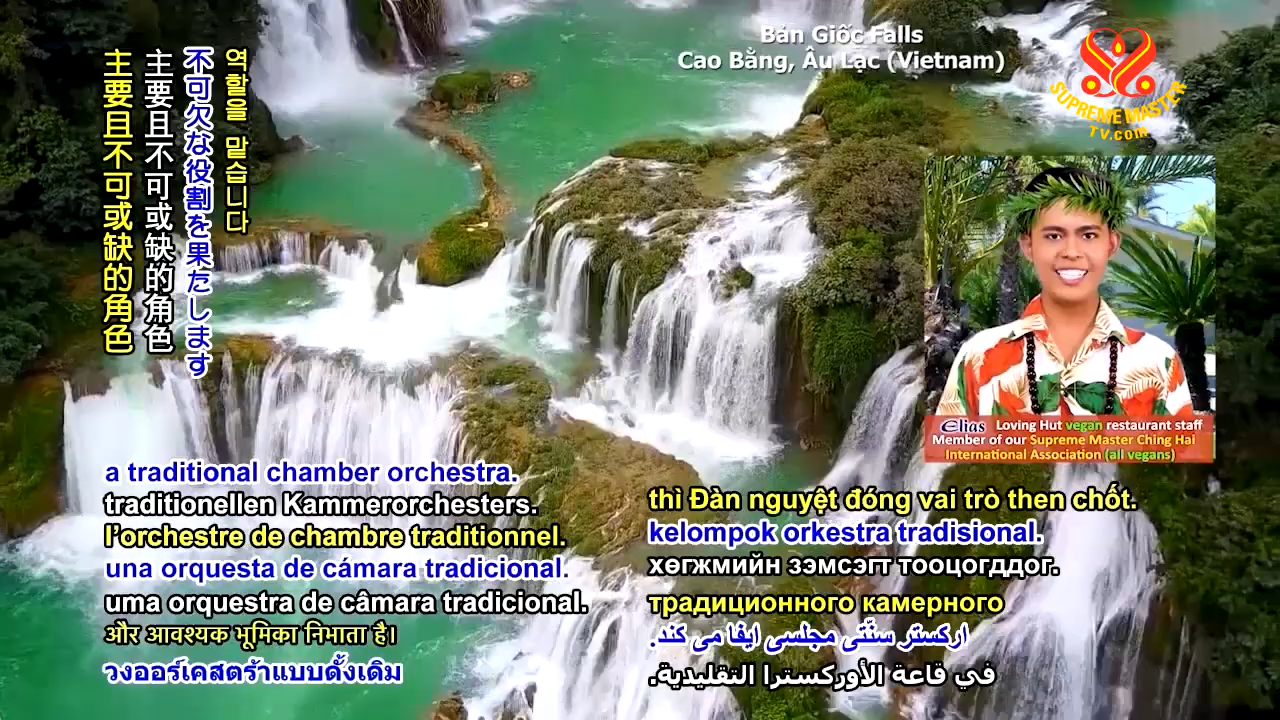 Bản Giốc Falls
Cao Bằng, Âu Lạc (Vietnam)
SUPREME MASTER
TV.com
역할을 맡습니다
不可欠な役割を果たします
主要且不可或缺的角色
主要且不可或缺的角色
Elias Loving Hut vegan restaurant staff
Member of our Supreme Master Ching Hai
International Association (all vegans)
a traditional chamber orchestra.
traditionellen Kammerorchesters.
l'orchestre de chambre traditionnel.
una orquesta de cámara tradicional.
uma orquestra de câmara tradicional.
और आवश्यक भूमिका निभाता है।
วงออร์เคสตร้าแบบดั้งเดิม
thì Đàn nguyệt đóng vai trò then chốt.
kelompok orkestra tradisional.
хөгжмийн зэмсэгт тооцогддог.
традиционного камерного
ارکستر سنّتی مجلسی ایفا می کند.
في قاعة الأوركسترا التقليدية.